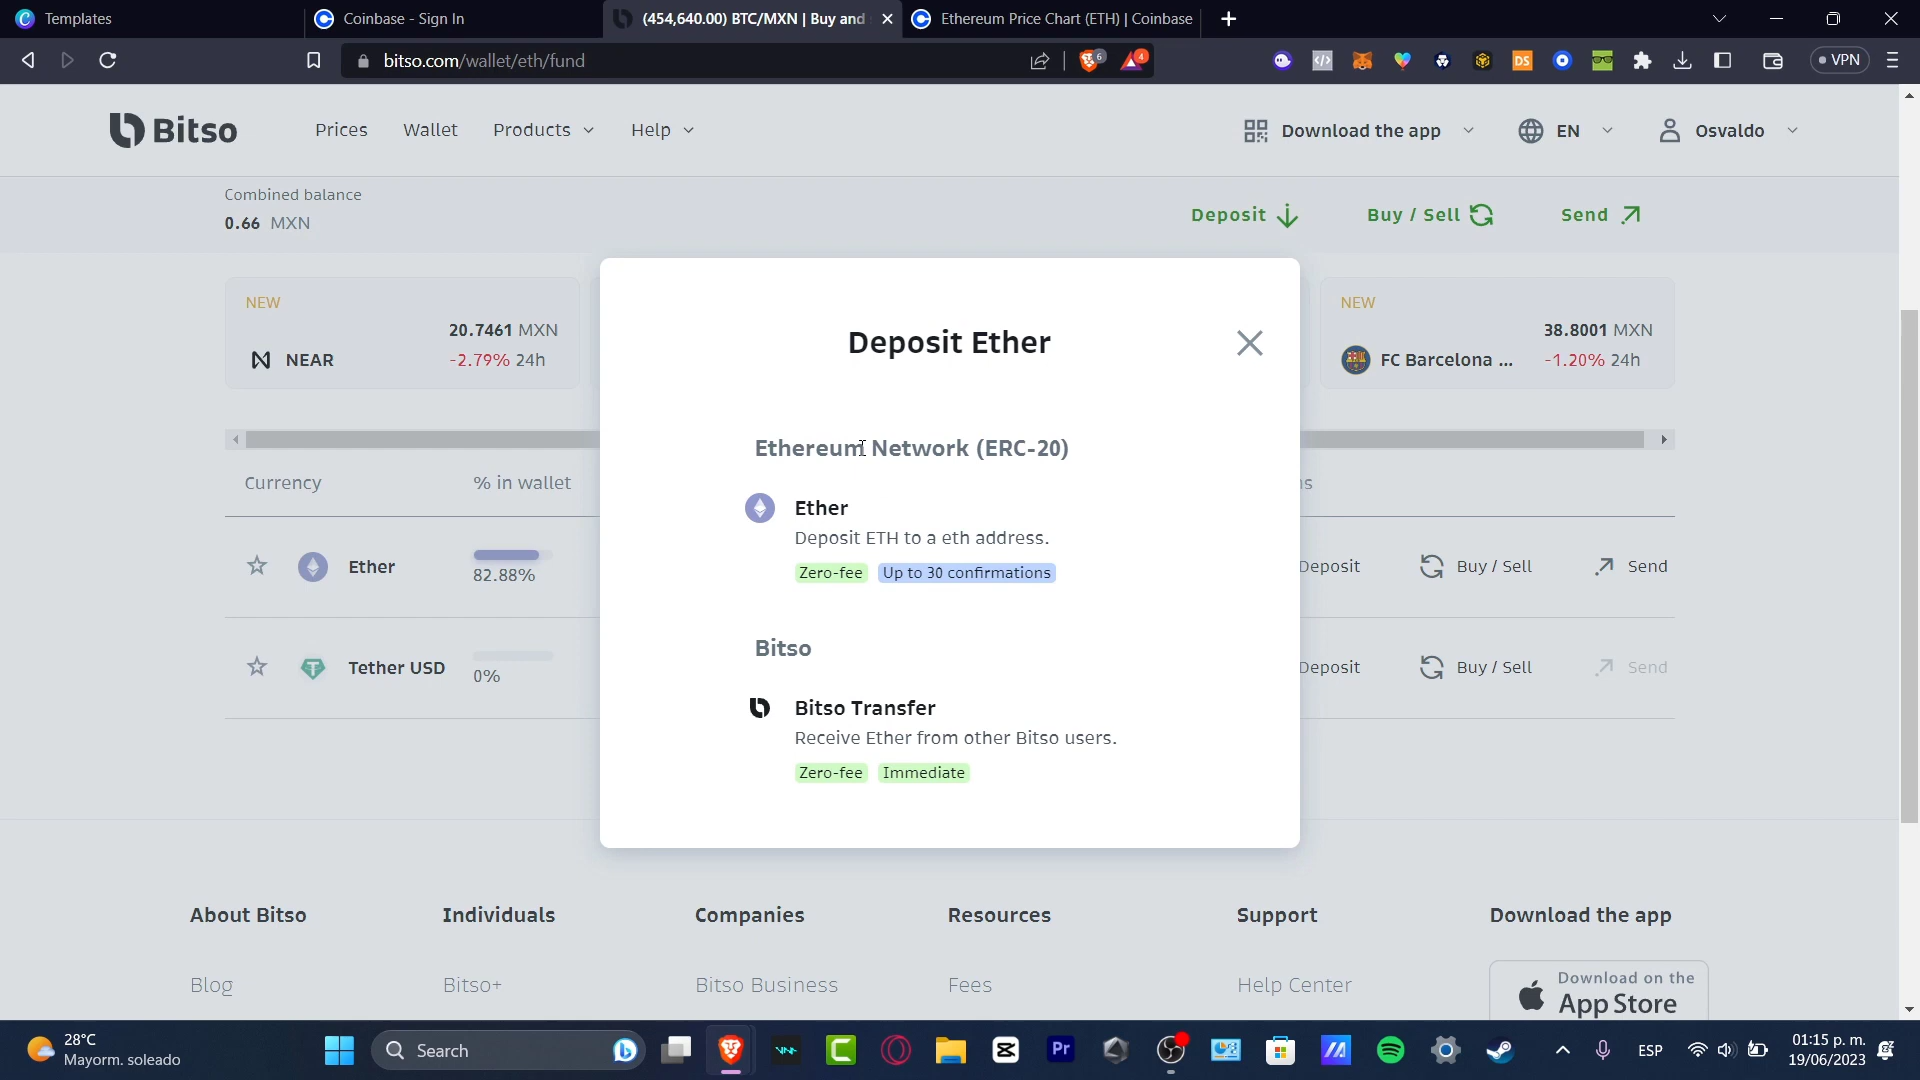 Templates
Coinbase - Sign In
(454,640.00) BTC/MXN | Buy and
Ethereum Price Chart (ETH) | Coinbase
bitso.com/wallet/eth/fund
6
4
DS
VPN
Bitso
Prices
Wallet
Products
Help
Download the app
EN
Osvaldo
Combined balance
0.66 MXN
Deposit
Buy / Sell
Send
NEW
20.7461 MXN
NEAR
-2.79% 24h
NEW
38.8001 MXN
FC Barcelona ...
-1.20% 24h
Deposit Ether
Ethereum Network (ERC-20)
Ether
Deposit ETH to a eth address.
Zero-fee
Up to 30 confirmations
Bitso
Bitso Transfer
Receive Ether from other Bitso users.
Zero-fee
Immediate
Currency
% in wallet
Ether
82.88%
Deposit
Buy / Sell
Send
Tether USD
0%
Deposit
Buy / Sell
Send
About Bitso
Individuals
Companies
Resources
Support
Download the app
Blog
Bitso+
Bitso Business
Fees
Help Center
Download on the
App Store
28°C
Mayorm. soleado
Search
Pr
ESP
01:15 p. m.
19/06/2023